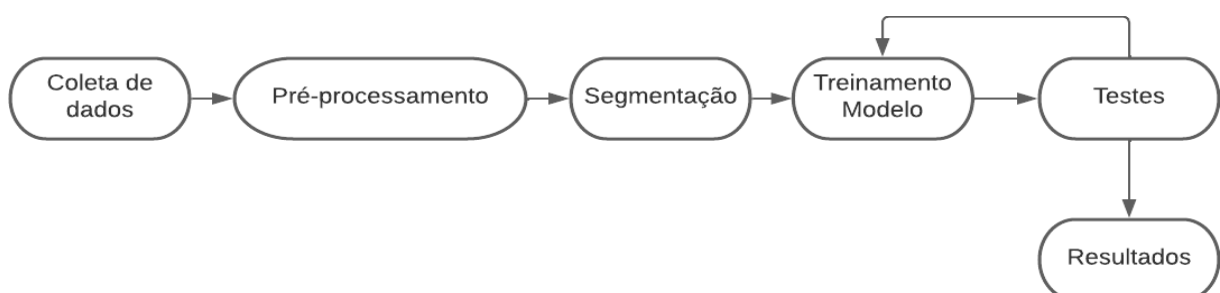 Coleta de
dados
Pré-processamento
Segmentação
Treinamento
Modelo
Testes
Resultados